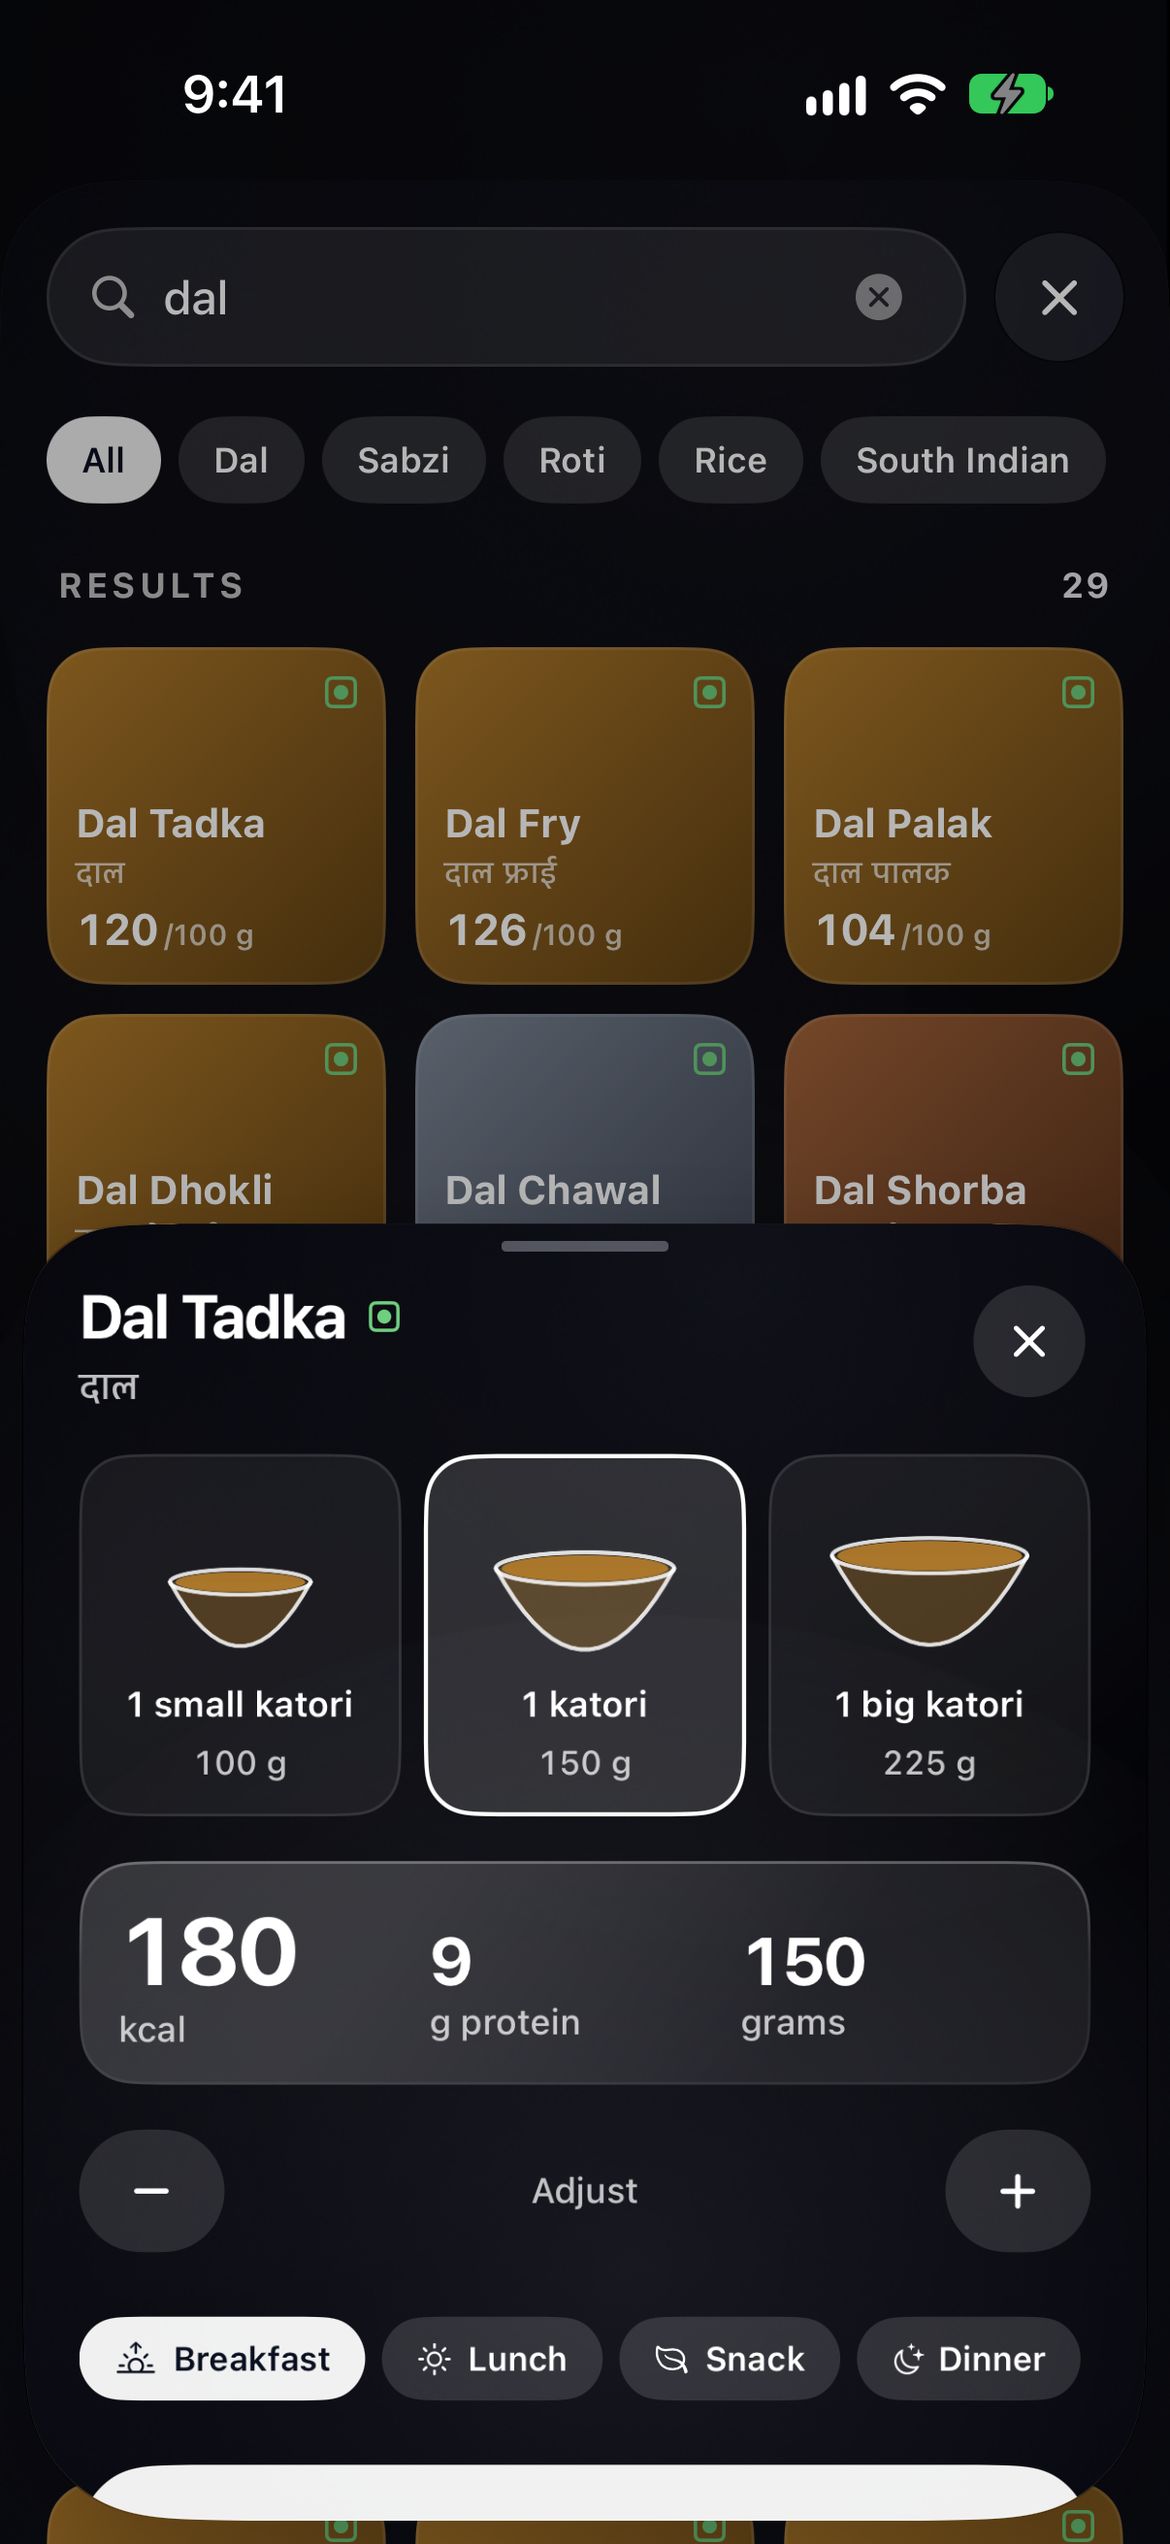 9:41
dal
All
Dal
Sabzi
Roti
Rice
South Indian
RESULTS
29
Dal Tadka
दाल
120 /100 g
Dal Fry
दाल फ्राई
126 /100 g
Dal Palak
दाल पालक
104 /100 g
Dal Dhokli
Dal Chawal
Dal Shorba
Dal Tadka
दाल
1 small katori
100 g
1 katori
150 g
1 big katori
225 g
180
kcal
9
g protein
150
grams
Adjust
Breakfast
Lunch
Snack
Dinner